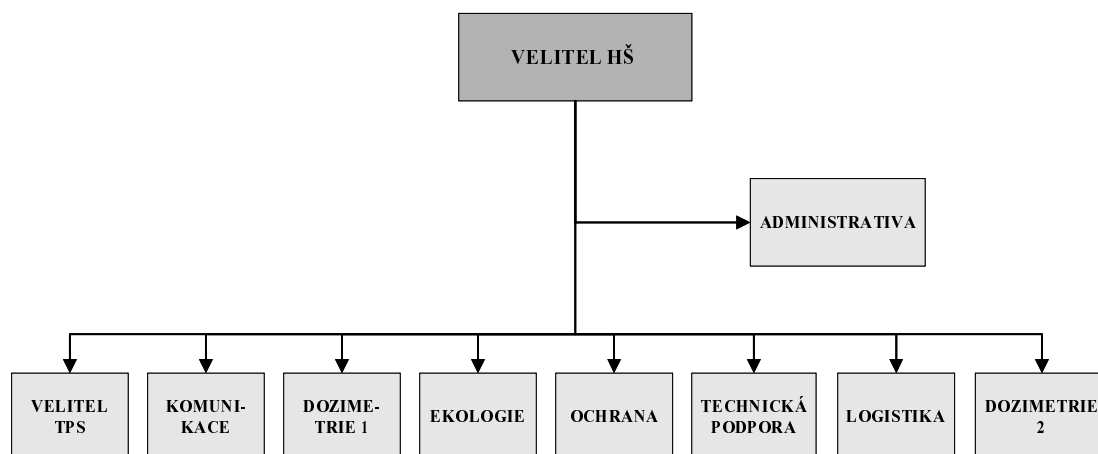 VELITEL HŠ
ADMINISTRATIVA
VELITEL
TPS
KOMUNI-
KACE
DOZIME-
TRIE 1
EKOLOGIE
OCHRANA
TECHNICKÁ
PODPORA
LOGISTIKA
DOZIMETRIE
2